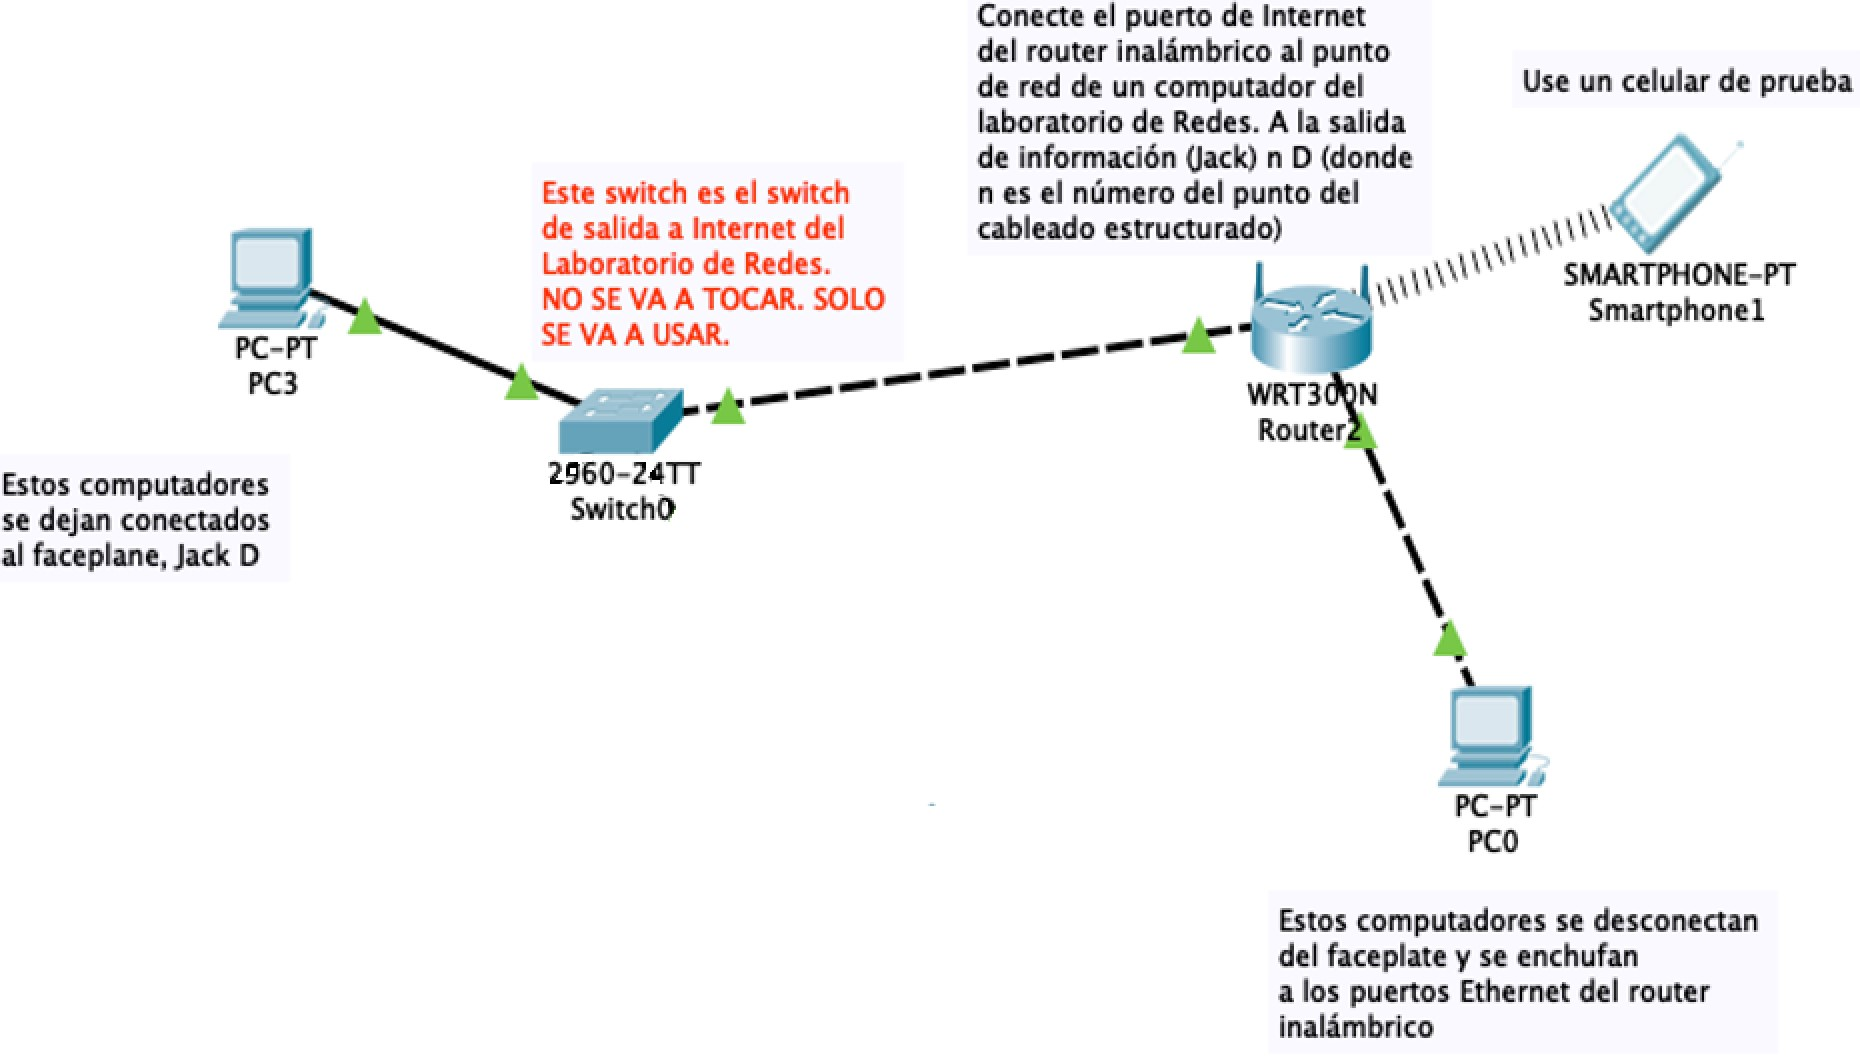 Conecte el puerto de Internet
del router inalámbrico al punto
de red de un computador del
laboratorio de Redes. A la salida
de información (Jack) n D (donde
n es el número del punto del
cableado estructurado)
Use un celular de prueba
Este switch es el switch
de salida a Internet del
Laboratorio de Redes.
NO SE VA A TOCAR. SOLO
SE VA A USAR.
SMARTPHONE-PT
Smartphone1
PC-PT
PC3
WRT300N
Router2
2960-24TT
Switch0
Estos computadores
se dejan conectados
al faceplane, Jack D
PC-PT
PC0
Estos computadores se desconectan
del faceplate y se enchufan
a los puertos Ethernet del router
inalámbrico